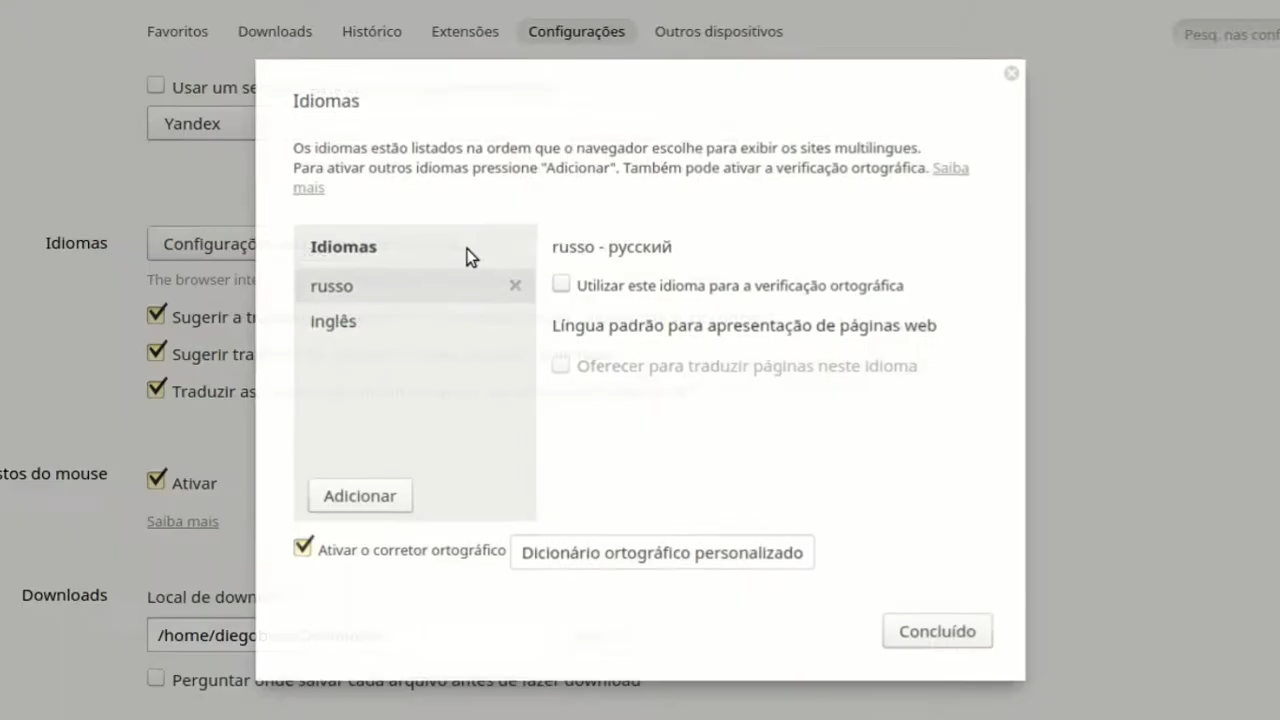 Favoritos Downloads Histórico Extensões Configurações Outros dispositivos
Pesq. nas conf
Usar um se
Yandex
Idiomas
Os idiomas estão listados na ordem que o navegador escolhe para exibir os sites multilingues.
Para ativar outros idiomas pressione "Adicionar". Também pode ativar a verificação ortográfica. Saiba
mais
Idiomas Configuraçõ
The browser inte
Sugerir a t
Sugerir tra
Traduzir as
Idiomas
russo
inglês
Adicionar
russo - русский
Utilizar este idioma para a verificação ortográfica
Língua padrão para apresentação de páginas web
Oferecer para traduzir páginas neste idioma
stos do mouse
Ativar
Saiba mais
Ativar o corretor ortográfico Dicionário ortográfico personalizado
Downloads Local de down
/home/diegob
Concluído
Perguntar onde salvar cada arquivo antes de fazer download